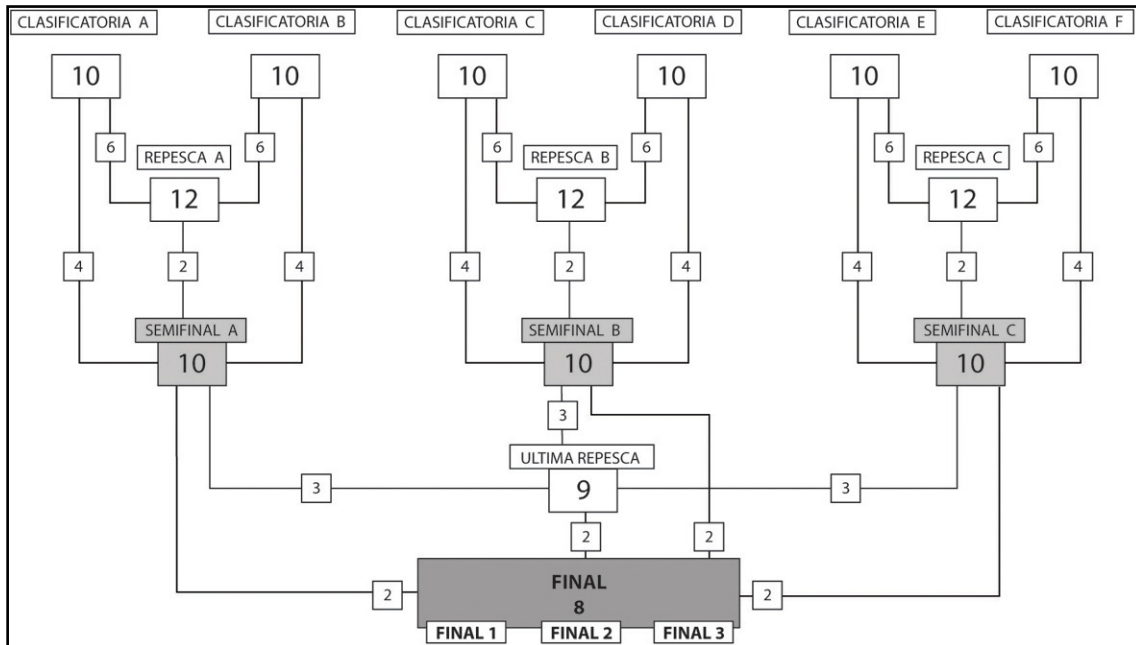 CLASIFICATORIA A
CLASIFICATORIA B
CLASIFICATORIA C
CLASIFICATORIA D
CLASIFICATORIA E
CLASIFICATORIA F
10
10
10
10
10
10
6
6
6
6
6
6
REPESCA A
REPESCA B
REPESCA C
12
12
12
4
2
4
4
2
4
4
2
4
SEMIFINAL A
SEMIFINAL B
SEMIFINAL C
10
10
10
3
ULTIMA REPESCA
3
9
3
2
2
2
FINAL
8
2
FINAL 1
FINAL 2
FINAL 3